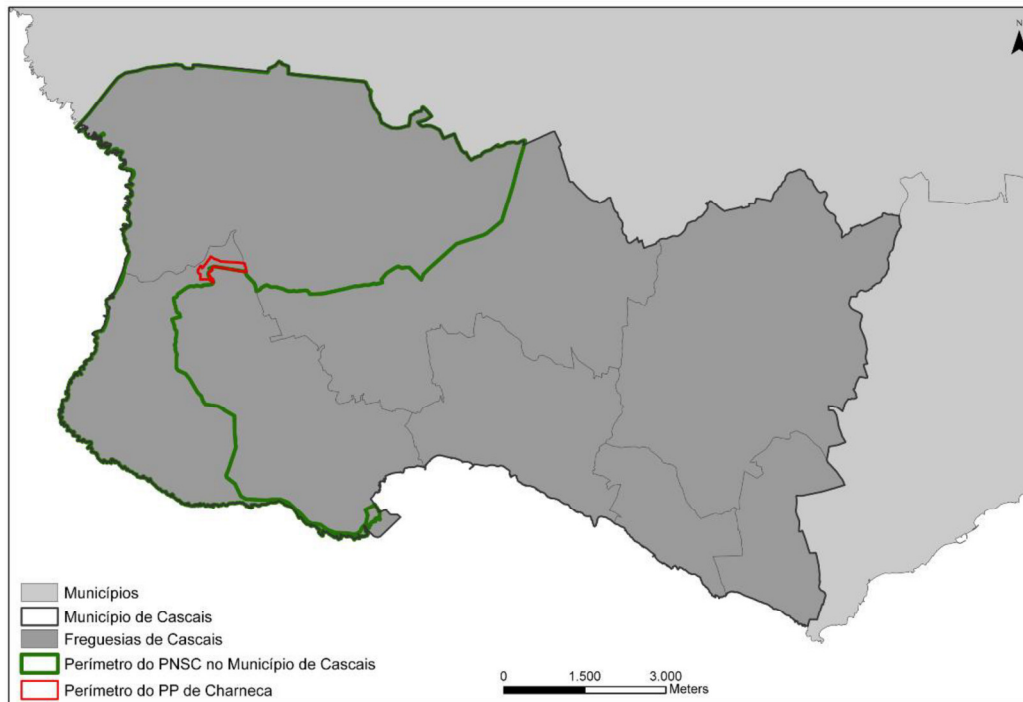 N
Municípios
Município de Cascais
Freguesias de Cascais
Perímetro do PNSC no Município de Cascais
Perímetro do PP de Charneca
0 1.500 3.000
Meters